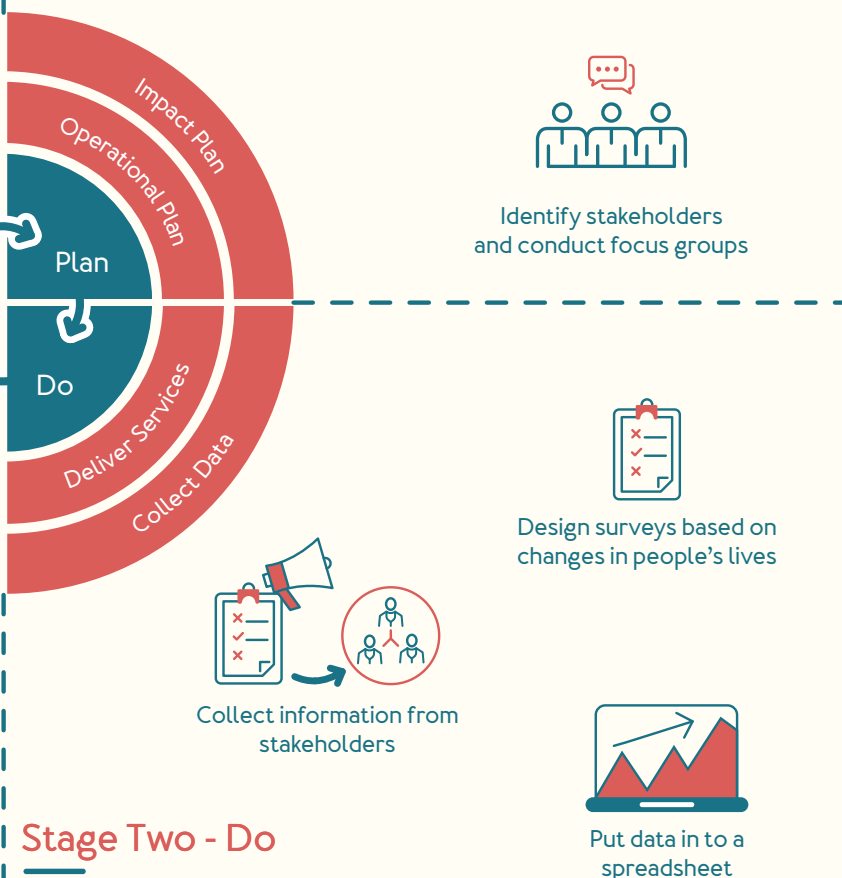 Impact Plan
Operational Plan
Plan
Identify stakeholders
and conduct focus groups
Do
Deliver Services
Collect Data
Design surveys based on
changes in people’s lives
Collect information from
stakeholders
Put data in to a
spreadsheet
Stage Two - Do